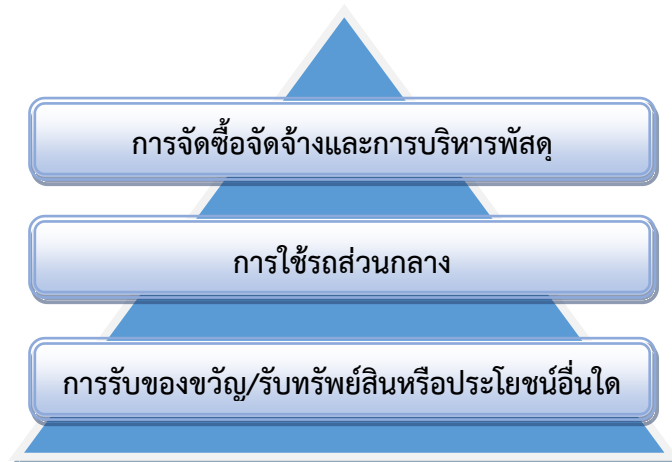 การจัดซื้อจัดจ้างและการบริหารพัสดุ
การใช้รถส่วนกลาง
การรับของขวัญ/รับทรัพย์สินหรือประโยชน์อื่นใด